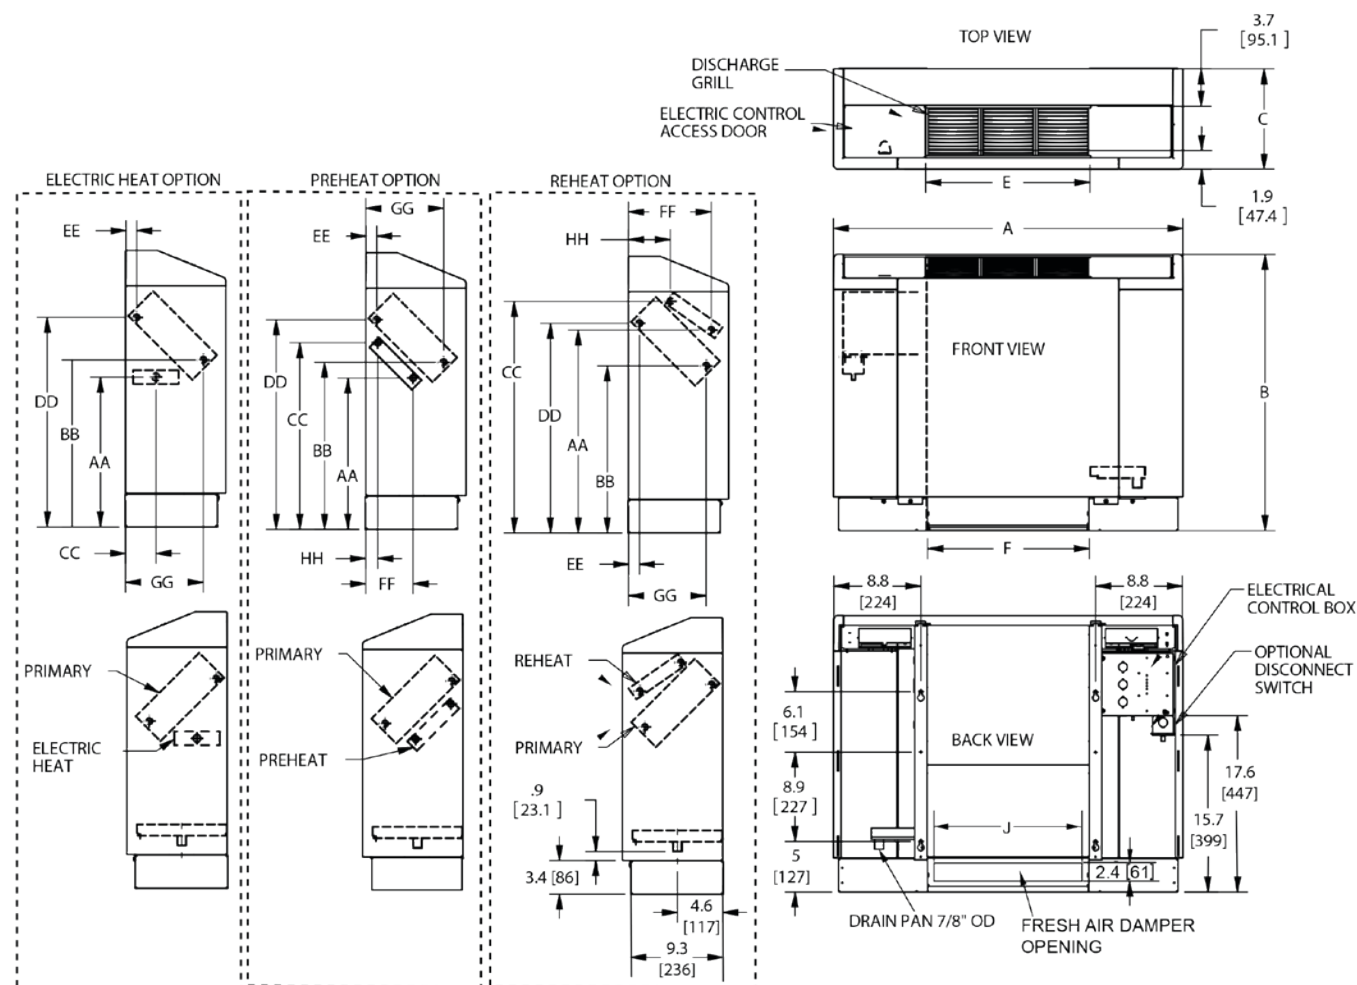 TOP VIEW
3.7
[95.1]
DISCHARGE
GRILL
ELECTRIC CONTROL
ACCESS DOOR
C
E
1.9
[47.4]
A
ELECTRIC HEAT OPTION
EE
DD
BB
AA
CC
GG
PRIMARY
ELECTRIC
HEAT
PREHEAT OPTION
GG
EE
DD
CC
BB
AA
HH
FF
PRIMARY
PREHEAT
REHEAT OPTION
FF
HH
CC
DD
AA
BB
EE
GG
REHEAT
PRIMARY
.9
[23.1]
3.4 [86]
4.6
[117]
9.3
[236]
FRONT VIEW
B
F
8.8
[224]
8.8
[224]
ELECTRICAL
CONTROL BOX
OPTIONAL
DISCONNECT
SWITCH
6.1
[154]
BACK VIEW
8.9
[227]
17.6
[447]
15.7
[399]
J
5
[127]
2.4 [61]
DRAIN PAN 7/8" OD
FRESH AIR DAMPER
OPENING